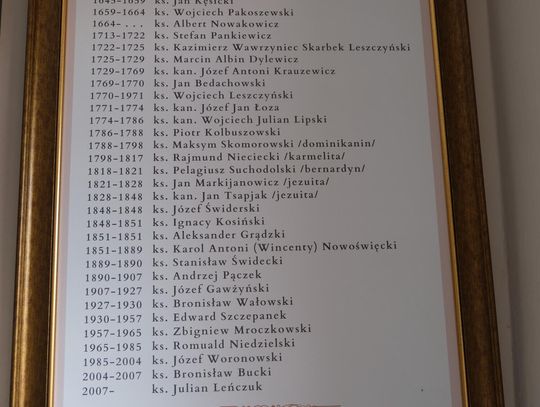 1645-1659 ks. Jan Kęsicki
1659-1664 ks. Wojciech Pakoszewski
1664- ... ks. Albert Nowakowicz
1713-1722 ks. Stefan Pankiewicz
1722-1725 ks. Kazimierz Wawrzyniec Skarbek Leszczyński
1725-1729 ks. Marcin Albin Dylewicz
1729-1769 ks. kan. Józef Antoni Krauzewicz
1769-1770 ks. Jan Bedachowski
1770-1971 ks. Wojciech Leszczyński
1771-1774 ks. kan. Józef Jan Łoza
1774-1786 ks. kan. Wojciech Julian Lipski
1786-1788 ks. Piotr Kolbuszowski
1788-1798 ks. Maksym Skomorowski /dominikanin/
1798-1817 ks. Rajmund Nieciecki /karmelita/
1818-1821 ks. Pelagiusz Suchodolski /bernardyn/
1821-1828 ks. Jan Markijanowicz /jezuita/
1828-1848 ks. kan. Jan Tsapjak /jezuita/
1848-1848 ks. Józef Świderski
1848-1851 ks. Ignacy Kosiński
1851-1851 ks. Aleksander Grądzki
1851-1889 ks. Karol Antoni (Wincenty) Nowoświęcki
1889-1890 ks. Stanisław Świdecki
1890-1907 ks. Andrzej Pączek
1907-1927 ks. Józef Gawżyński
1927-1930 ks. Bronisław Wałowski
1930-1957 ks. Edward Szczepanek
1957-1965 ks. Zbigniew Mroczkowski
1965-1985 ks. Romuald Niedzielski
1985-2004 ks. Józef Woronowski
2004-2007 ks. Bronisław Bucki
2007- ks. Julian Leńczuk